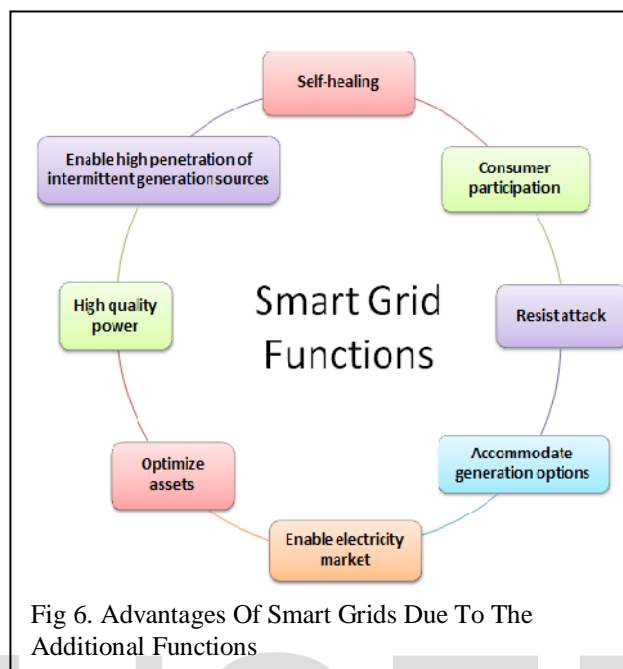 Self-healing
Enable high penetration of
intermittent generation sources
Consumer
participation
High quality
power
Smart Grid
Functions
Resist attack
Optimize
assets
Accommodate
generation options
Enable electricity
market
Fig 6. Advantages Of Smart Grids Due To The
Additional Functions